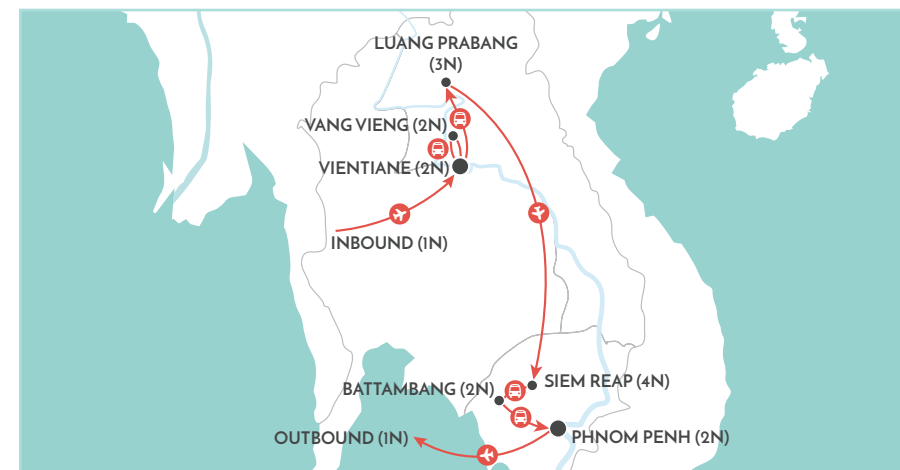 LUANG PRABANG
(3N)
VANG VIENG (2N)
VIENTIANE (2N)
INBOUND (1N)
SIEM REAP (4N)
BATTAMBANG (2N)
PHNOM PENH (2N)
OUTBOUND (1N)